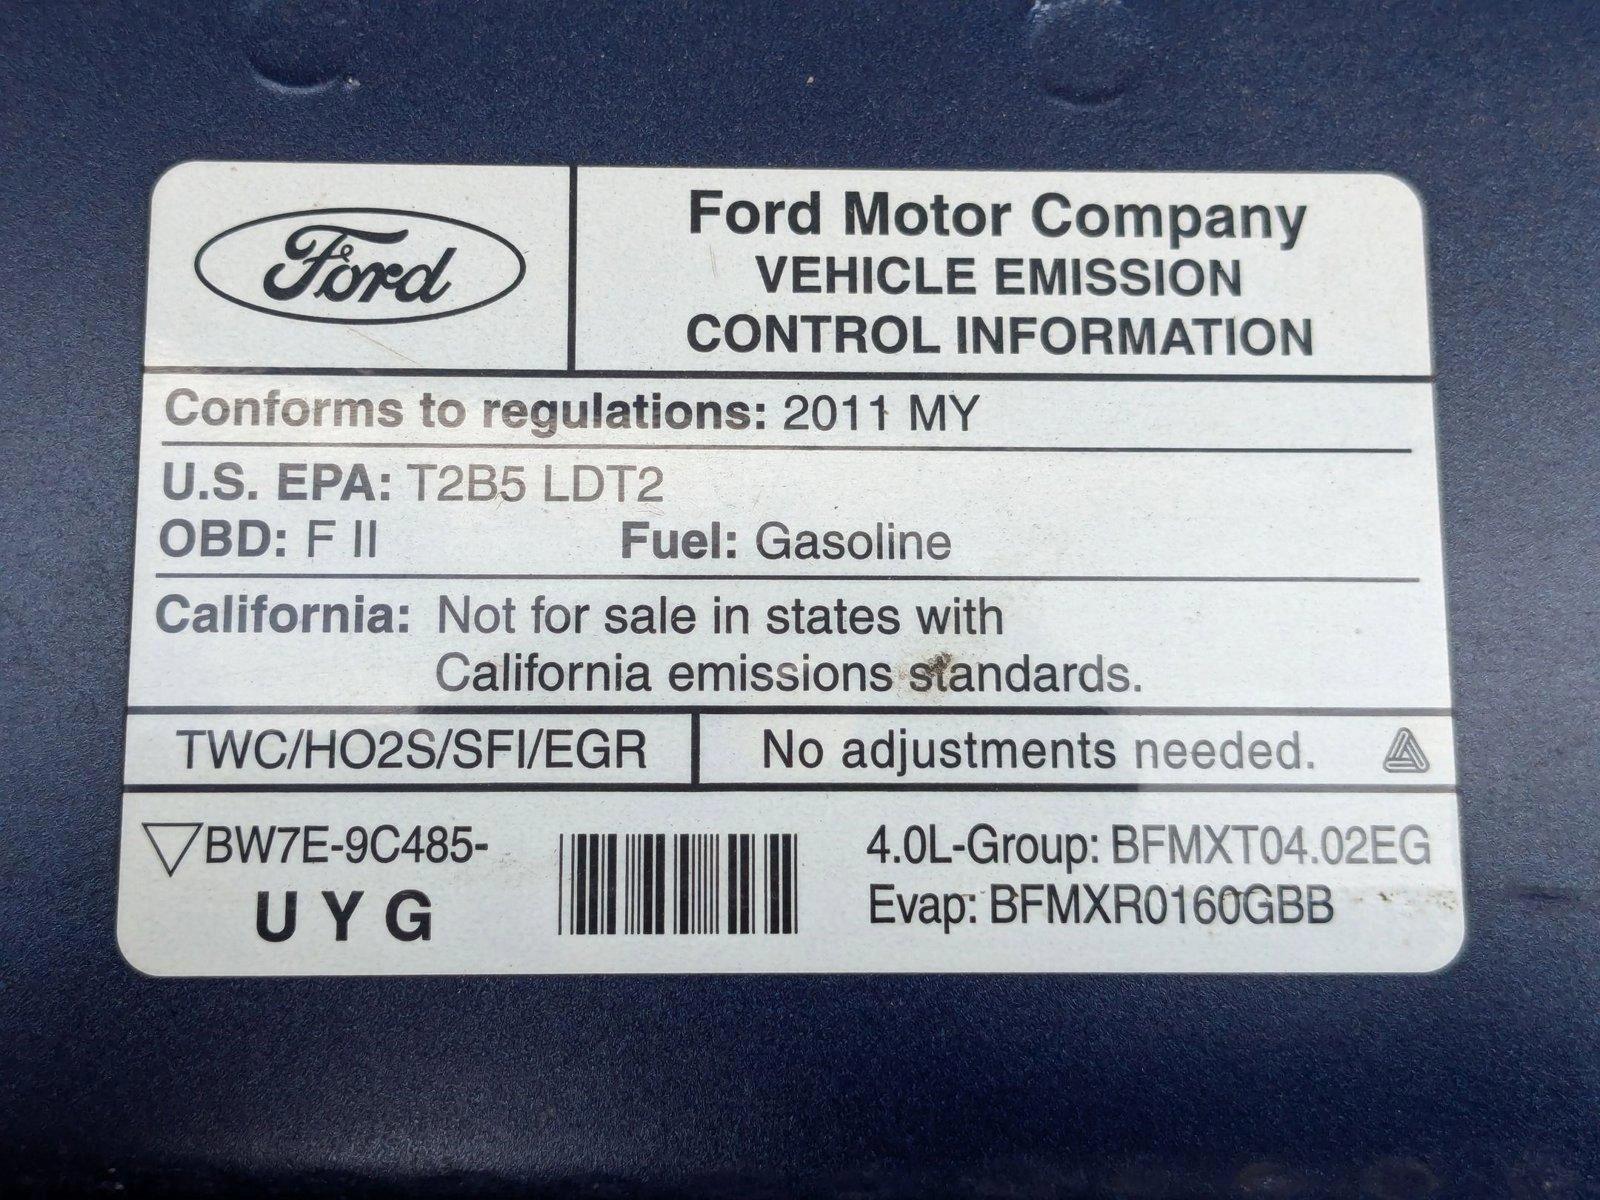 Ford
Ford Motor Company
VEHICLE EMISSION
CONTROL INFORMATION
Conforms to regulations: 2011 MY
U.S. EPA: T2B5 LDT2
OBD: F II Fuel: Gasoline
California: Not for sale in states with
California emissions standards.
TWC/HO2S/SFI/EGR
No adjustments needed.
BW7E-9C485-
UYG
4.0L-Group: BFMXT04.02EG
Evap: BFMXR0160GBB